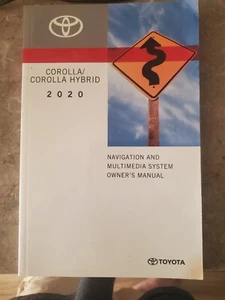 COROLLA/
COROLLA HYBRID
2020
NAVIGATION AND
MULTIMEDIA SYSTEM
OWNER'S MANUAL
TOYOTA